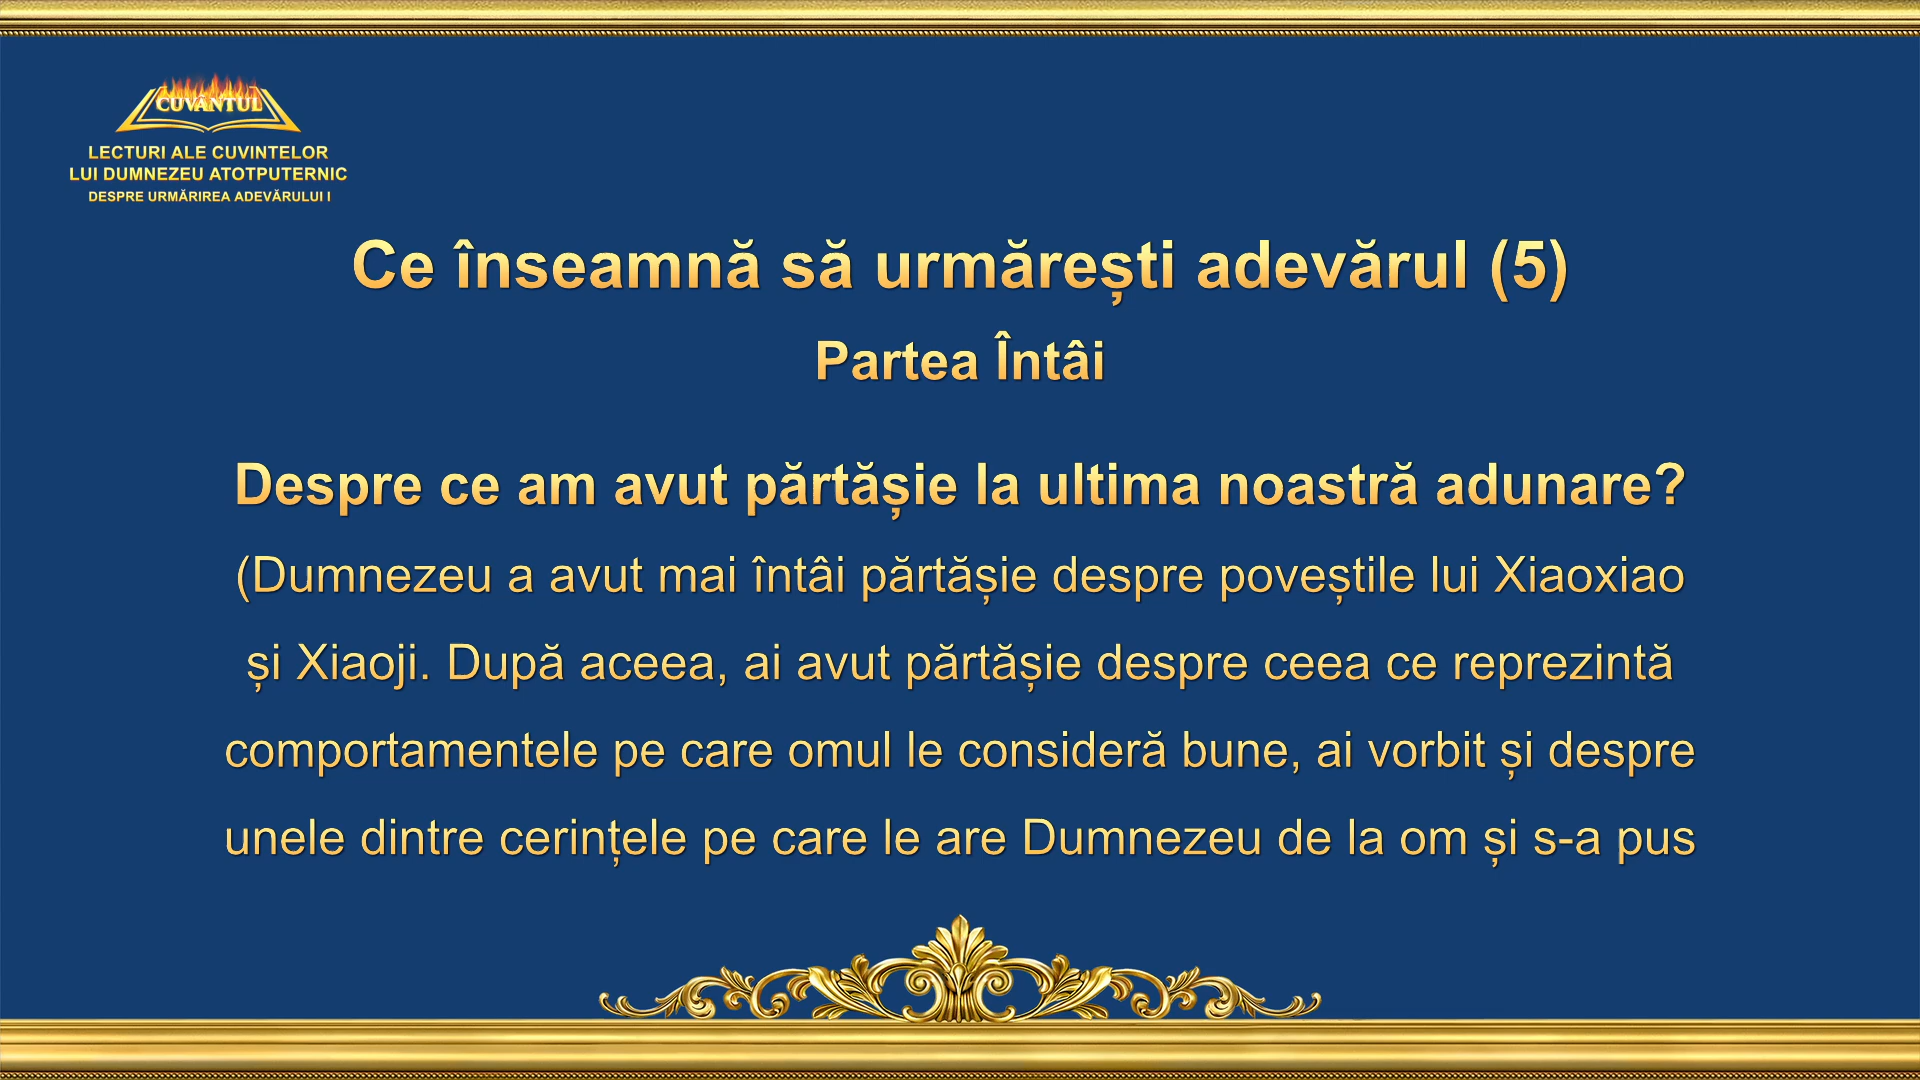 CUVÂNTUL
LECTURI ALE CUVINTELOR
LUI DUMNEZEU ATOTPUTERNIC
DESPRE URMĂRIREA ADEVĂRULUI I
Ce înseamnă să urmărești adevărul (5)
Partea Întâi
Despre ce am avut părtășie la ultima noastră adunare?
(Dumnezeu a avut mai întâi părtășie despre poveștile lui Xiaoxiao
și Xiaoji. După aceea, ai avut părtășie despre ceea ce reprezintă
comportamentele pe care omul le consideră bune, ai vorbit și despre
unele dintre cerințele pe care le are Dumnezeu de la om și s-a pus